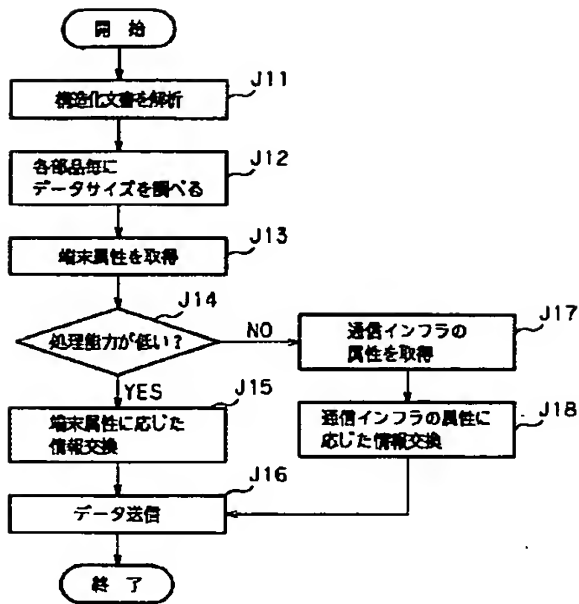 開 始
J11
構造化文書を解析
J12
各部品毎に
データサイズを調べる
J13
端末属性を取得
J14
処理能力が低い?
NO
YES
J15
端末属性に応じた
情報交換
J16
データ送信
終 了
J17
通信インフラの
属性を取得
J18
通信インフラの属性に
応じた情報交換